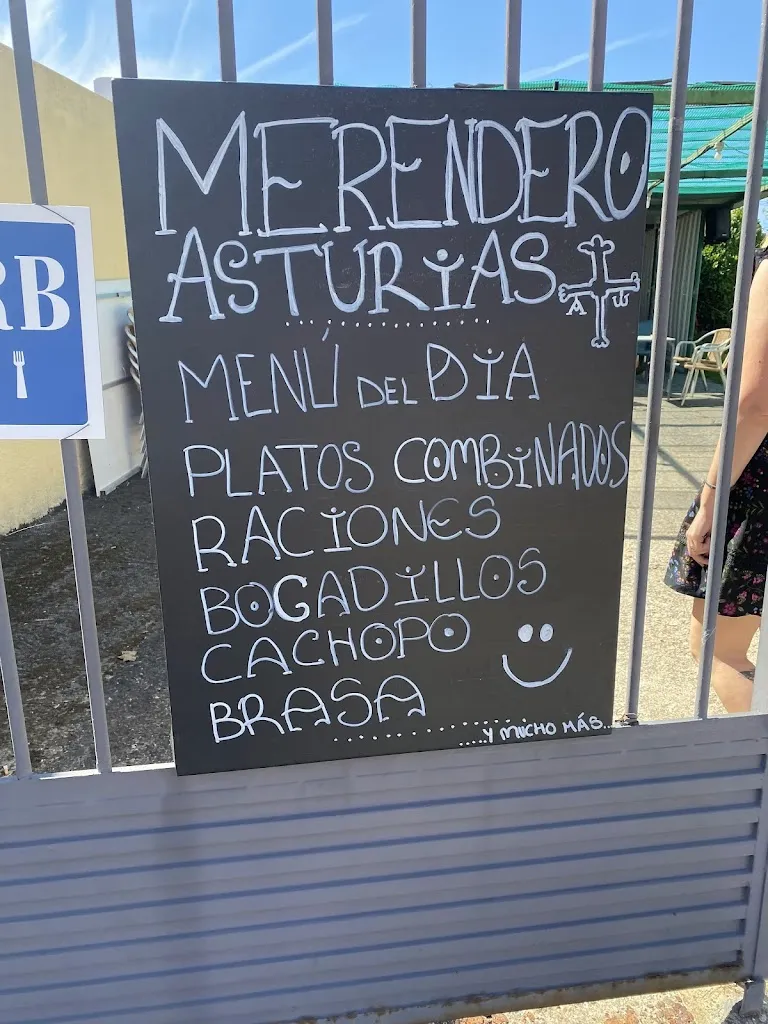 MERENDERO
ASTURIAS
A
MENÚ DEL DIA
PLATOS COMBINADOS
RACIONES
BOGADILLOS
CACHOPO
BRASA
.....Y MUCHO MÁS...
RB